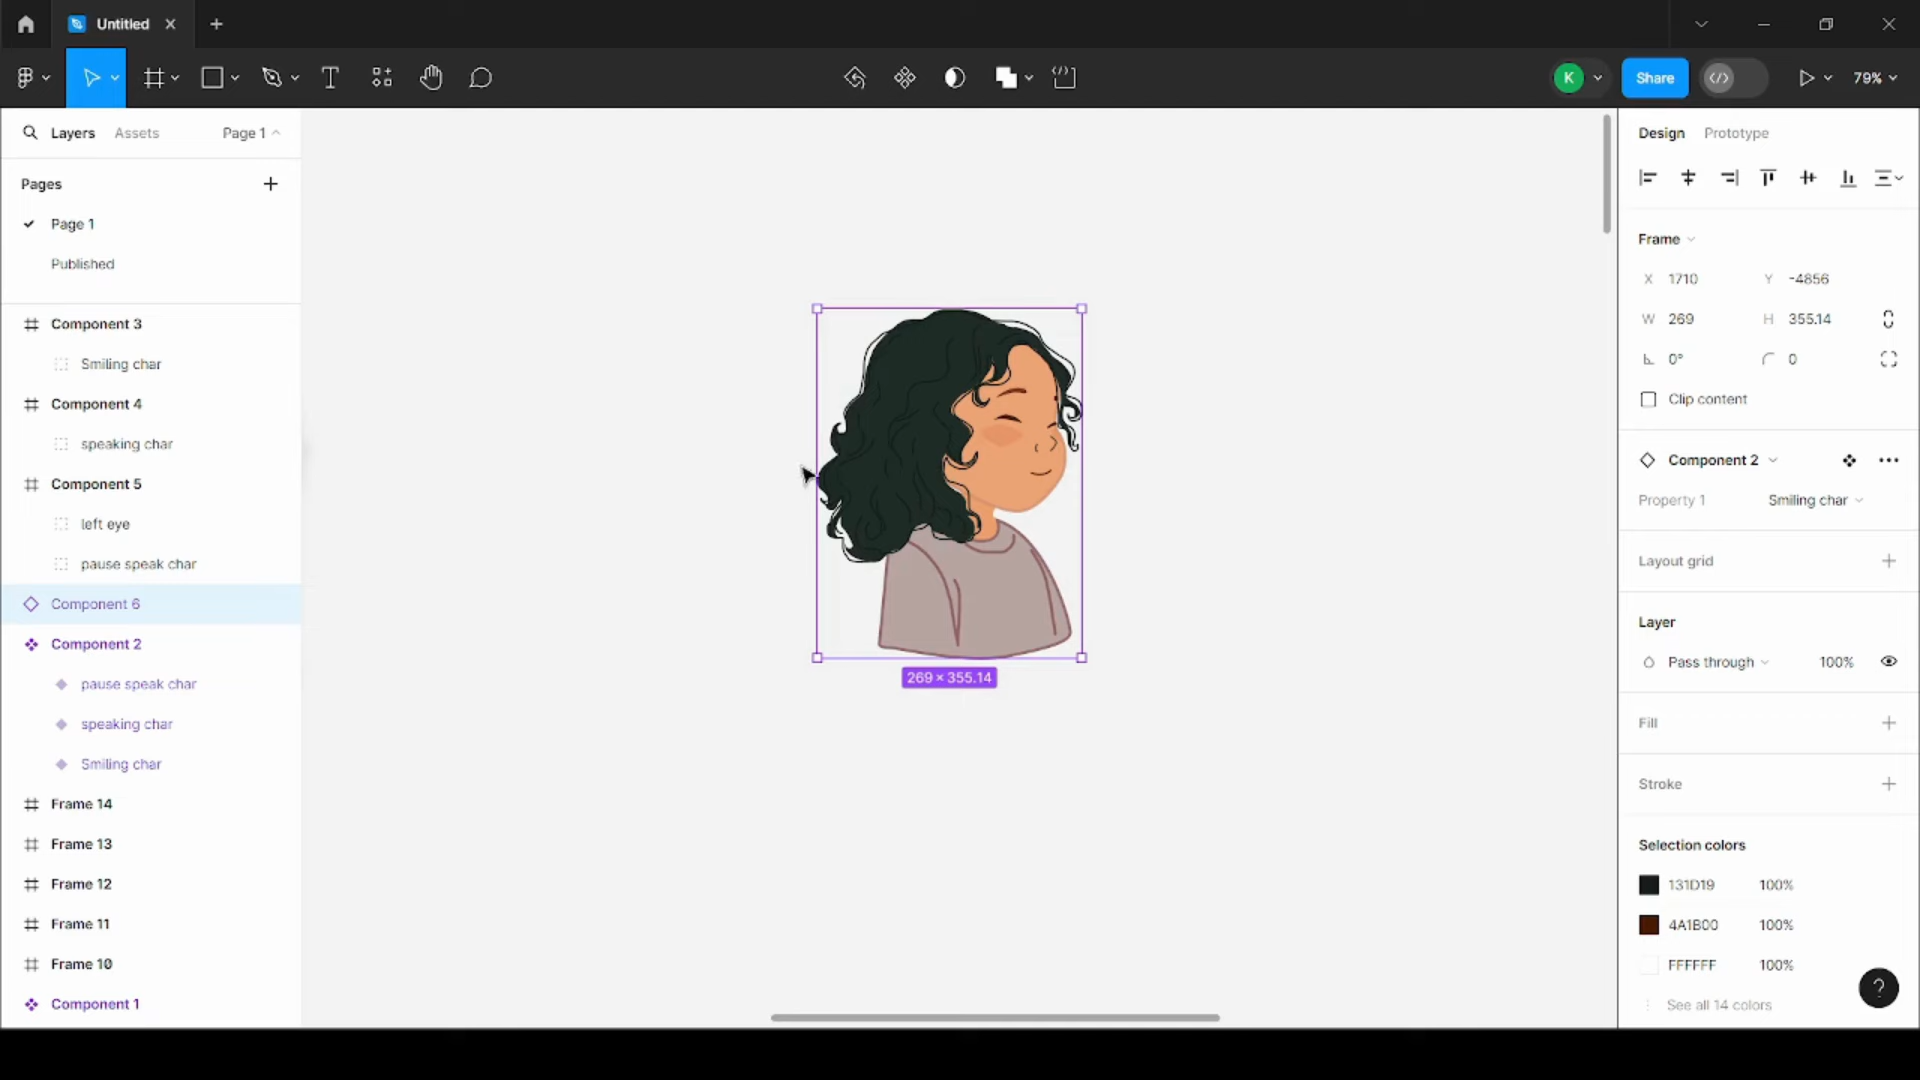 Untitled
K
Share
79%
Layers Assets Page 1
Pages
Page 1
Published
Component 3
Smiling char
Component 4
speaking char
Component 5
left eye
pause speak char
Component 6
Component 2
pause speak char
speaking char
Smiling char
Frame 14
Frame 13
Frame 12
Frame 11
Frame 10
Component 1
269 × 355.14
Design Prototype
Frame
X 1710 Y -4856
W 269 H 355.14
0° 0
Clip content
Component 2
Property 1 Smiling char
Layout grid
Layer
Pass through 100%
Fill
Stroke
Selection colors
131D19 100%
4A1B00 100%
FFFFFF 100%
See all 14 colors
?